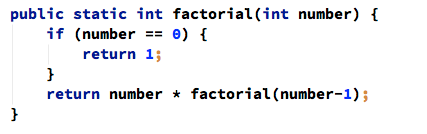 public static int factorial(int number) {
    if (number == 0) {
        return 1;
    }
    return number * factorial(number-1);
}